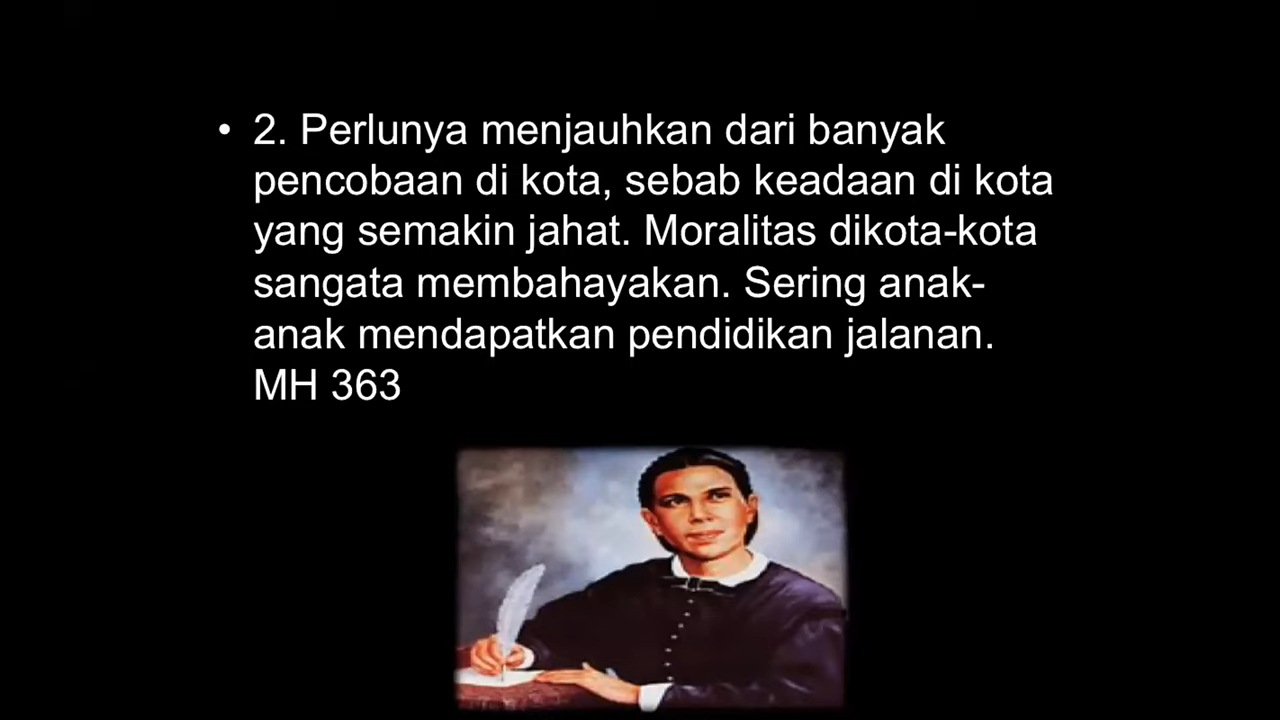 • 2. Perlunya menjauhkan dari banyak
pencobaan di kota, sebab keadaan di kota
yang semakin jahat. Moralitas dikota-kota
sangata membahayakan. Sering anak-
anak mendapatkan pendidikan jalanan.
MH 363